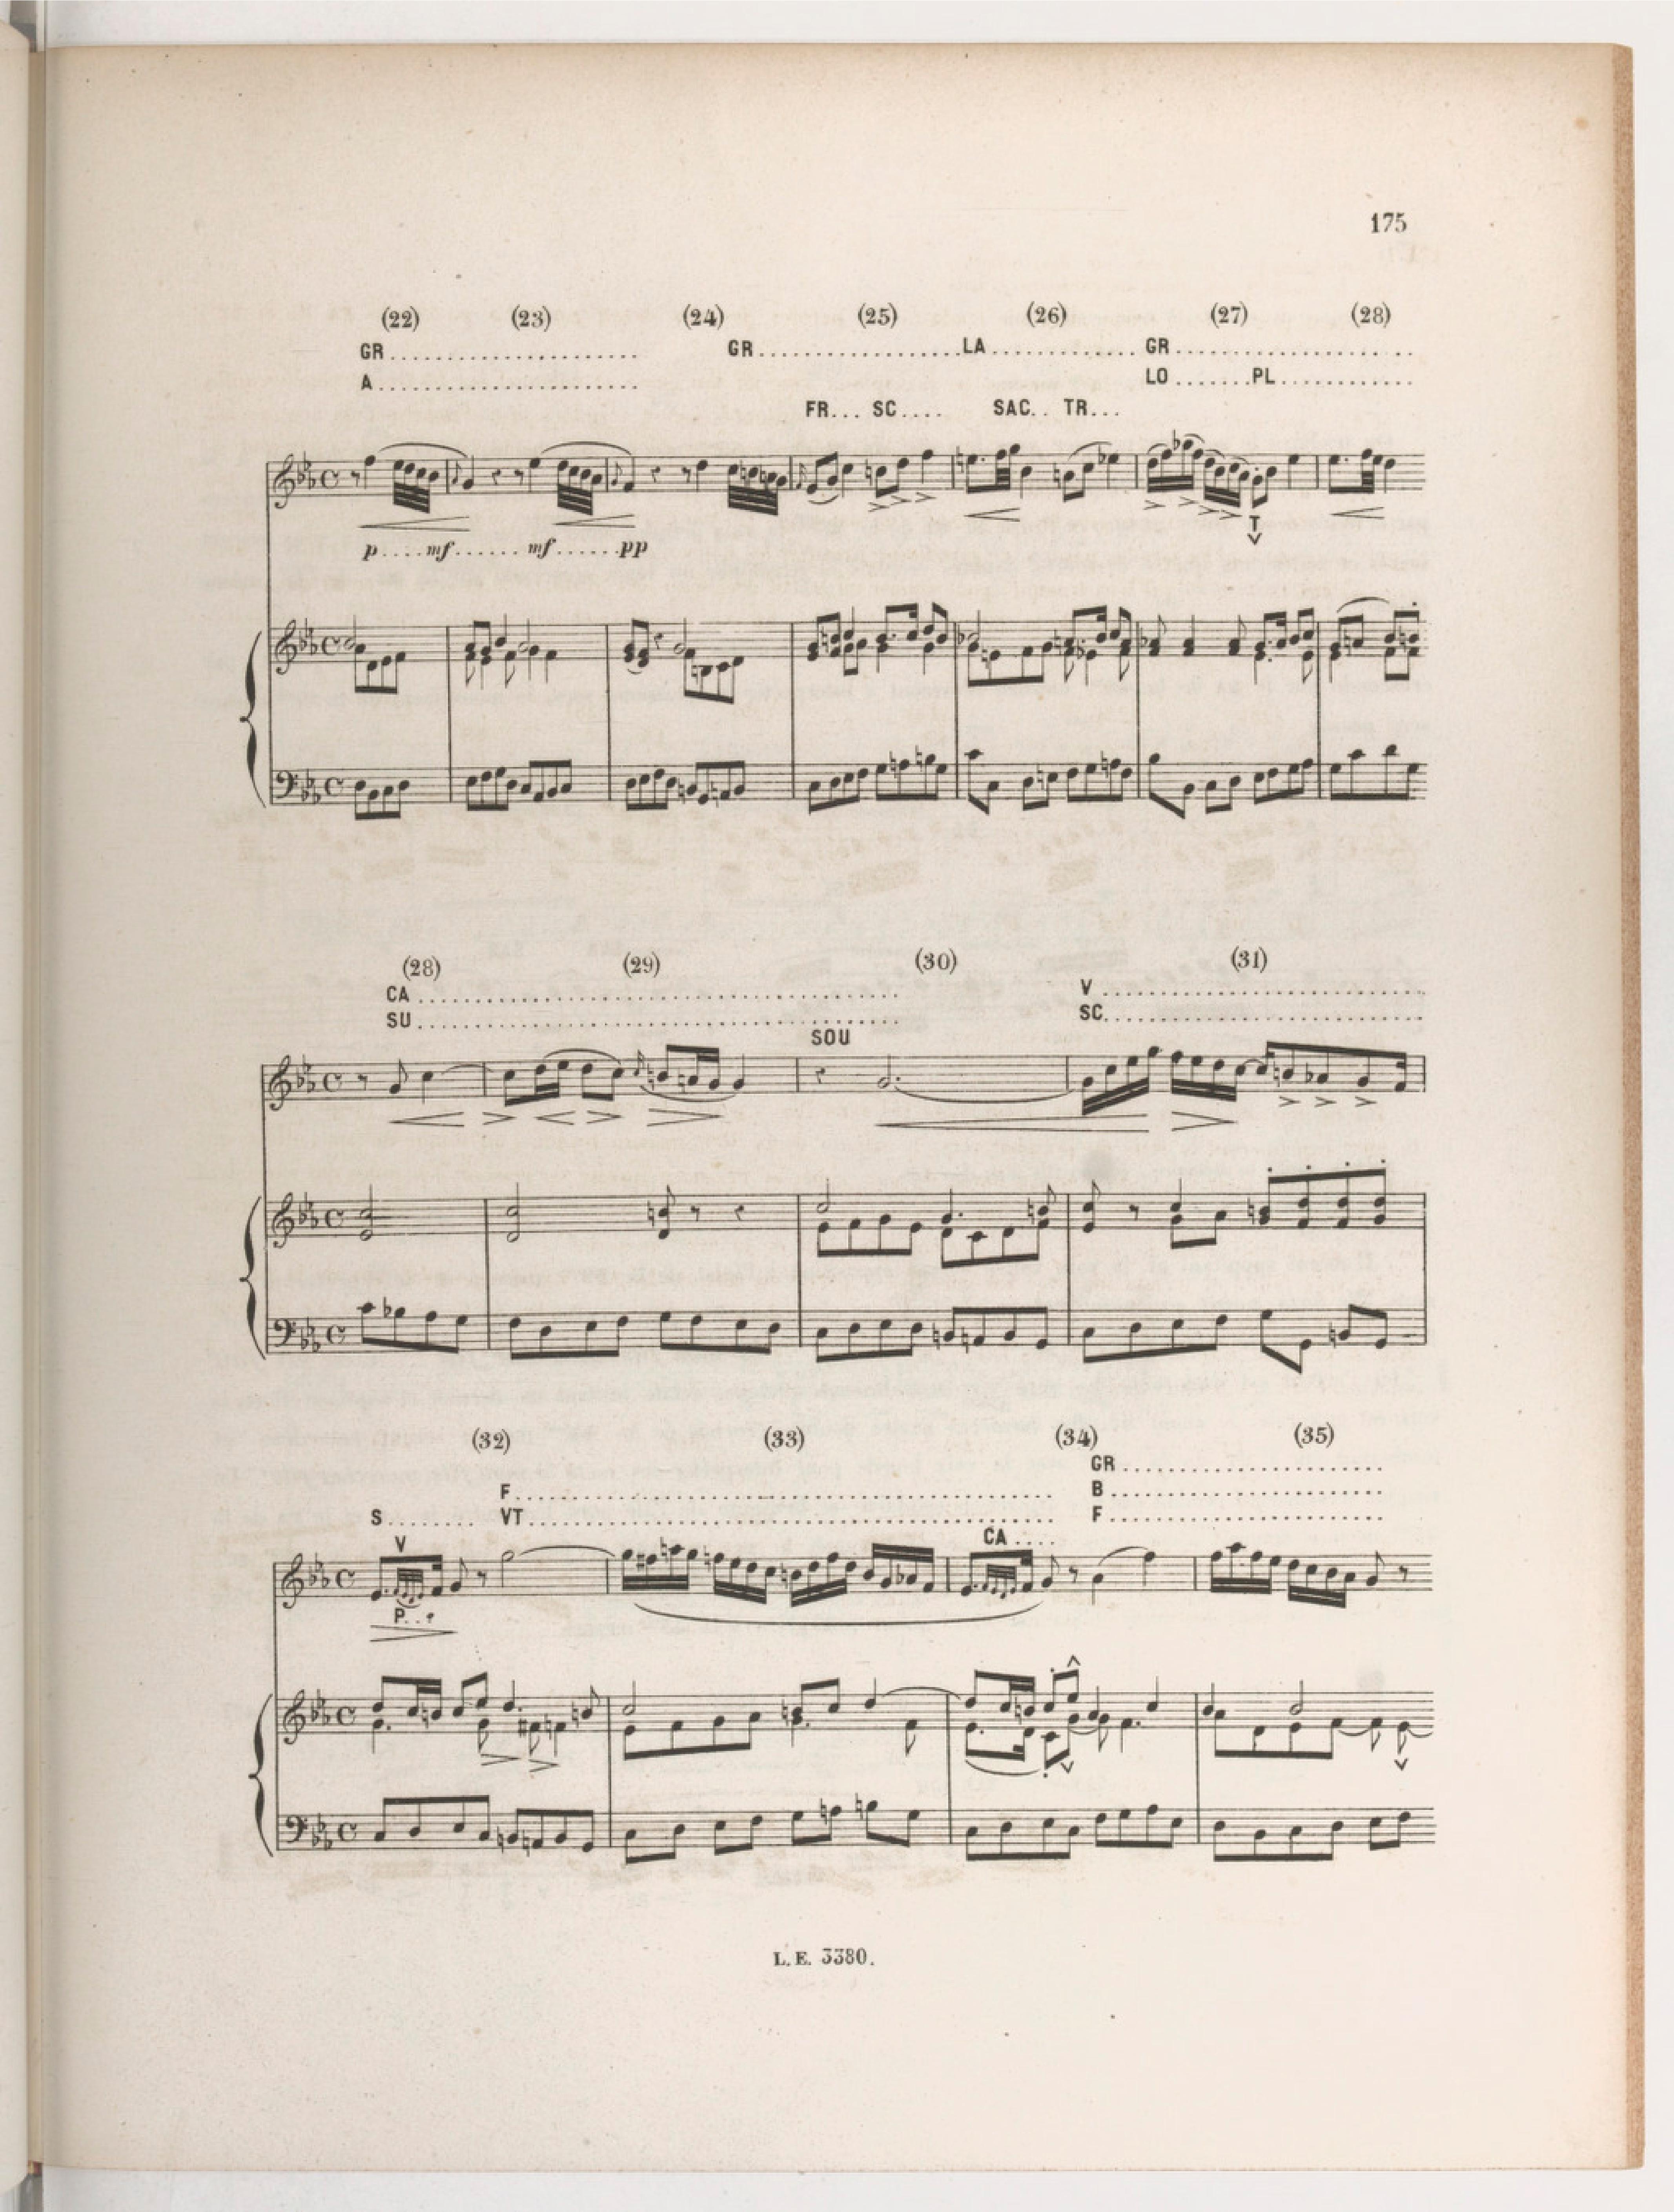 175
(22) (23) (24) (25) (26) (27) (28)
GR........................ GR....................LA.............. GR..........................
A........................... LO.......PL.............
FR... SC.... SAC.. TR...
T
p....mf.......mf.......pp
(28) (29) (30) (31)
CA................................................ V..................................
SU................................................ SC.................................
SOU
(32) (33) (34) (35)
GR............................
F........................................................ B.............................
S......... VT....................................................... F.............................
V CA....
P...
L. E. 3380.